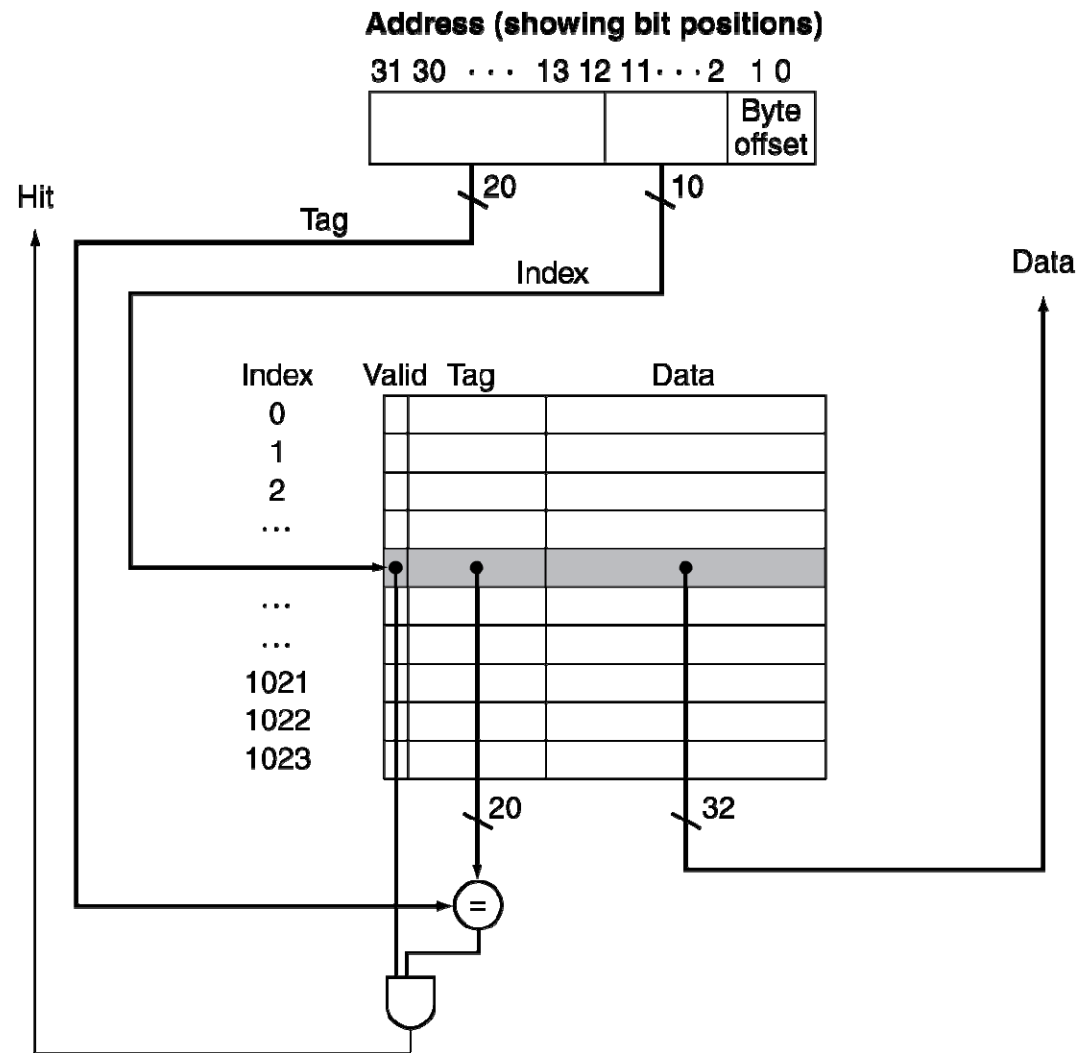 Address (showing bit positions)
31 30 · · · 13 12 11 · · · 2 1 0
Byte
offset
20
10
Hit
Tag
Index
Data
Index Valid Tag Data
0
1
2
...
...
...
1021
1022
1023
20
32
=